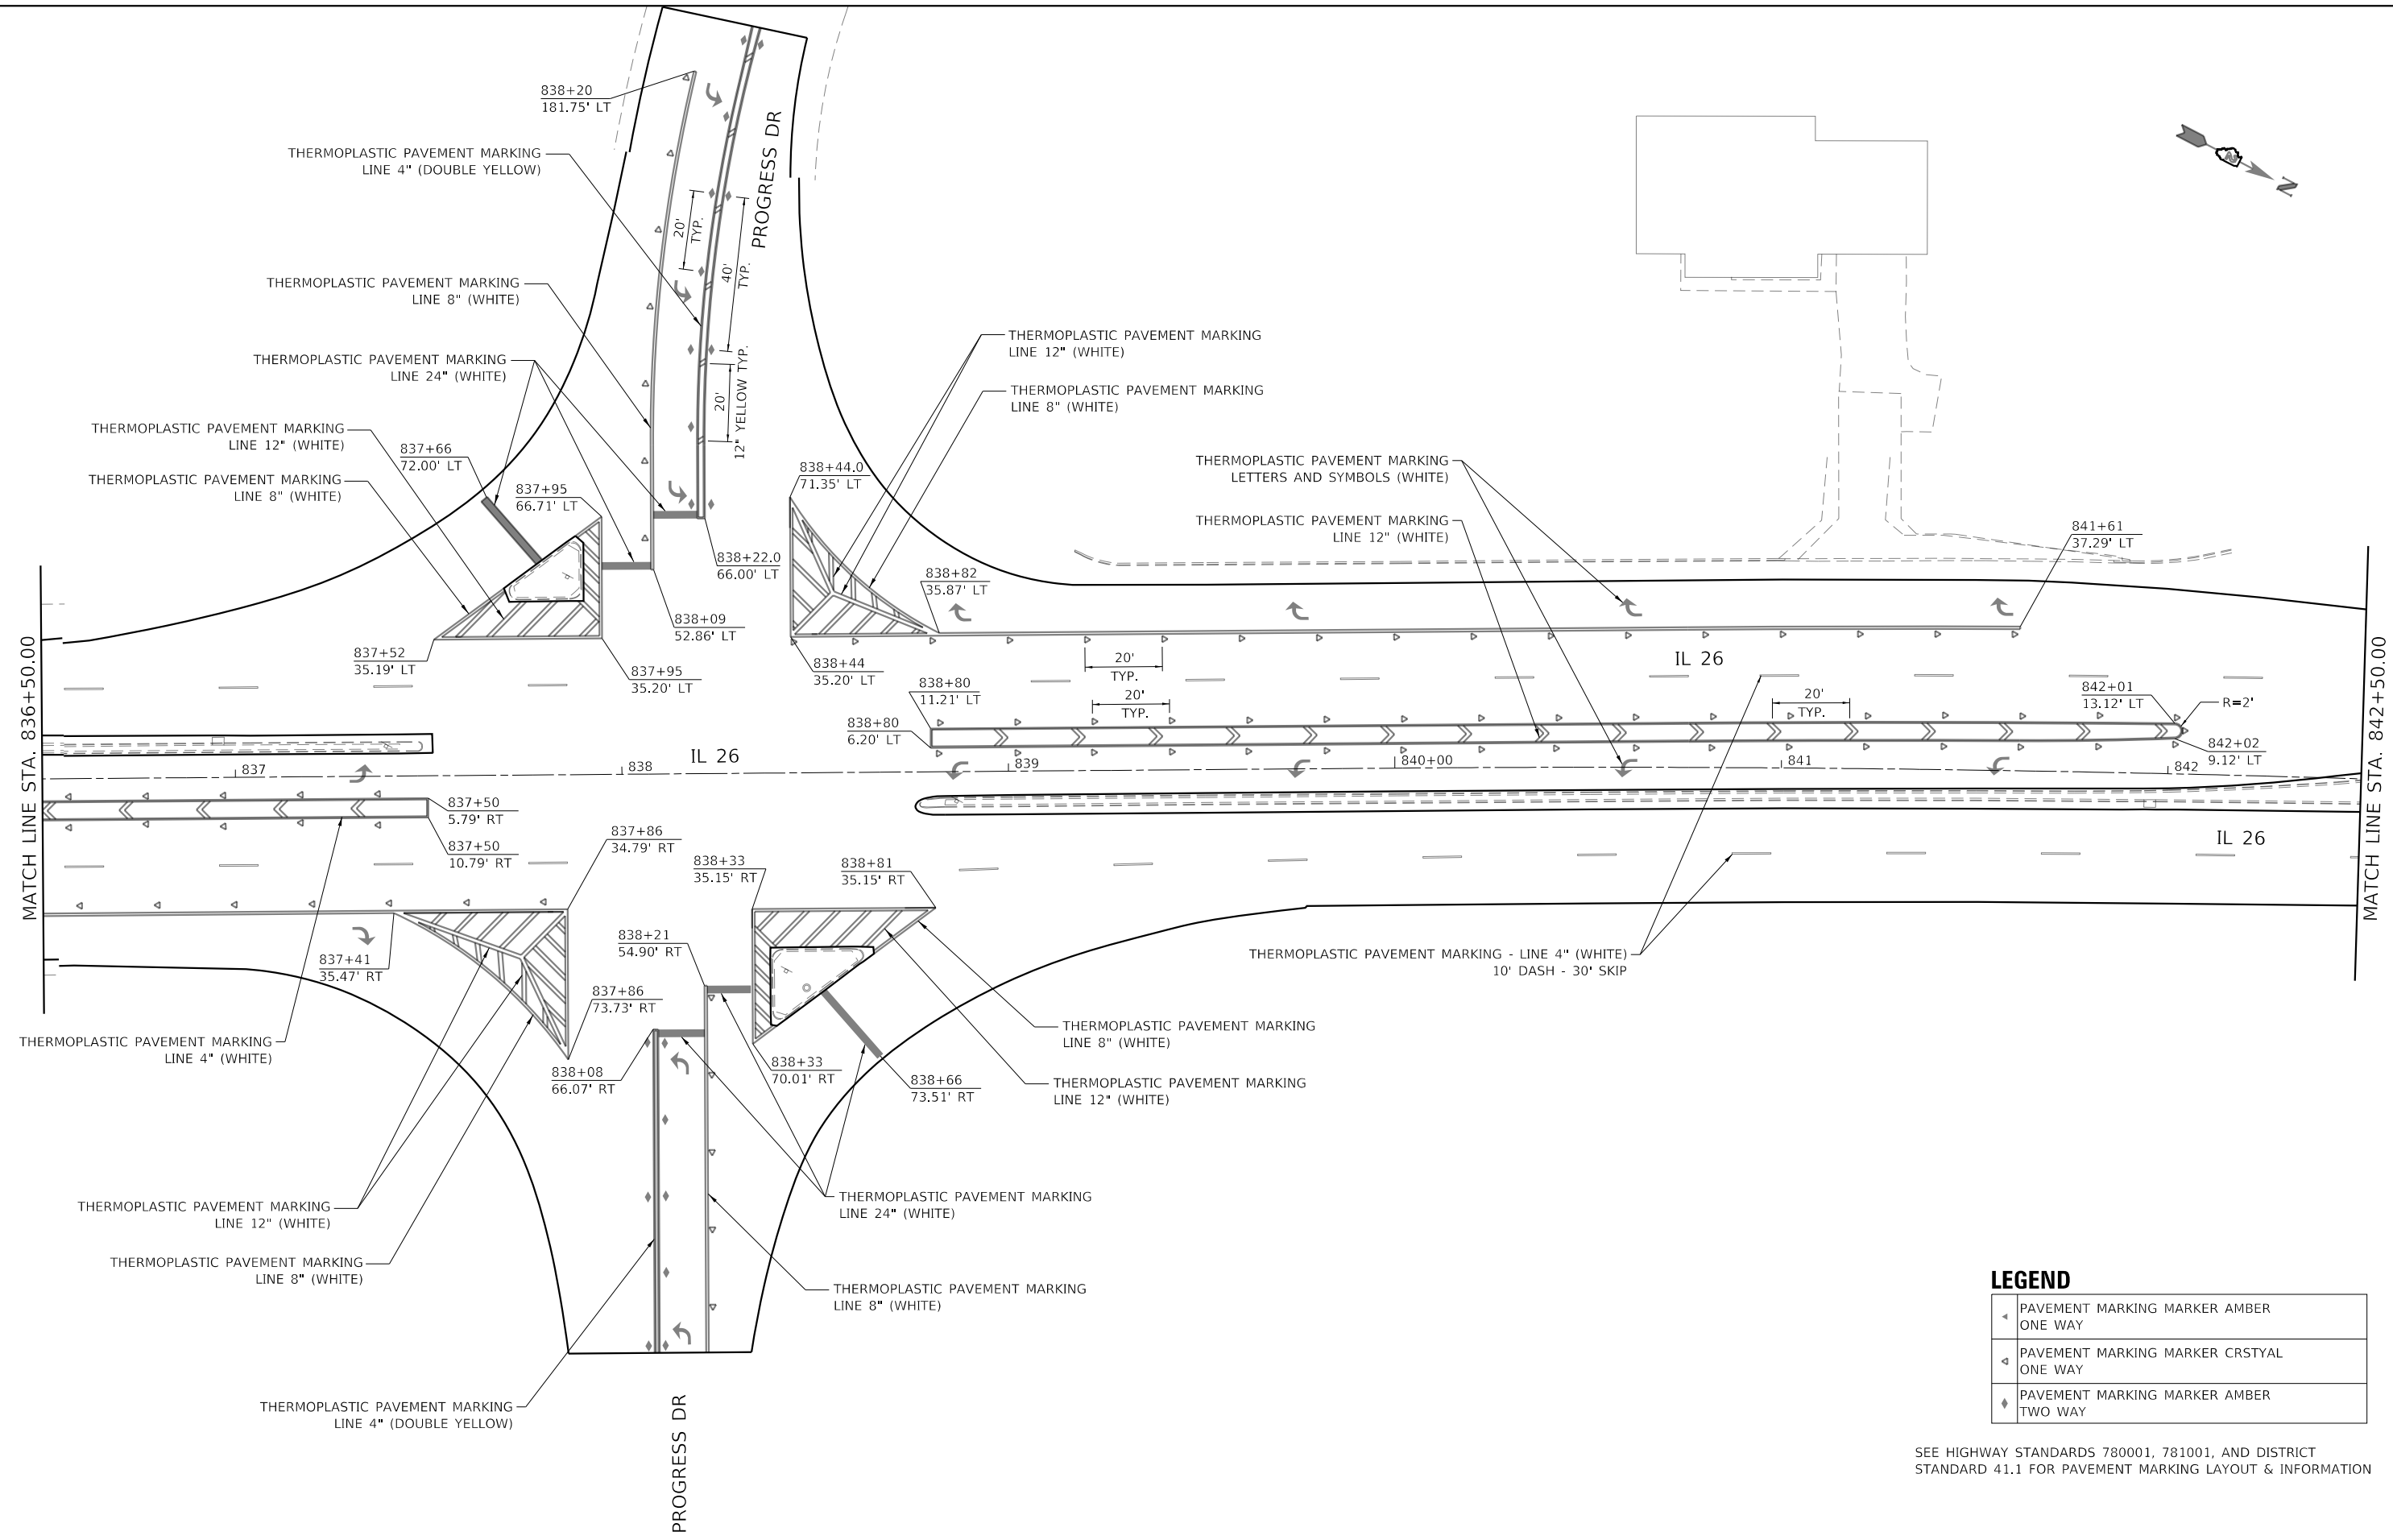 838+20
181.75' LT
THERMOPLASTIC PAVEMENT MARKING
LINE 4" (DOUBLE YELLOW)
PROGRESS DR
20'
TYP.
40'
TYP.
THERMOPLASTIC PAVEMENT MARKING
LINE 8" (WHITE)
THERMOPLASTIC PAVEMENT MARKING
LINE 24" (WHITE)
20'
12" YELLOW TYP.
THERMOPLASTIC PAVEMENT MARKING
LINE 12" (WHITE)
THERMOPLASTIC PAVEMENT MARKING
LINE 8" (WHITE)
THERMOPLASTIC PAVEMENT MARKING
LINE 12" (WHITE)
THERMOPLASTIC PAVEMENT MARKING
LINE 8" (WHITE)
837+66
72.00' LT
837+95
66.71' LT
838+44.0
71.35' LT
THERMOPLASTIC PAVEMENT MARKING
LETTERS AND SYMBOLS (WHITE)
THERMOPLASTIC PAVEMENT MARKING
LINE 12" (WHITE)
N
841+61
37.29' LT
838+22.0
66.00' LT
838+82
35.87' LT
838+09
52.86' LT
837+52
35.19' LT
837+95
35.20' LT
838+44
35.20' LT
20'
TYP.
IL 26
838+80
11.21' LT
20'
TYP.
20'
TYP.
842+01
13.12' LT
R=2'
838+80
6.20' LT
842+02
9.12' LT
MATCH LINE STA. 836+50.00
MATCH LINE STA. 842+50.00
IL 26
837
838
839
840+00
841
842
837+50
5.79' RT
837+50
10.79' RT
837+86
34.79' RT
838+33
35.15' RT
838+81
35.15' RT
IL 26
837+41
35.47' RT
838+21
54.90' RT
THERMOPLASTIC PAVEMENT MARKING - LINE 4" (WHITE)
10' DASH - 30' SKIP
837+86
73.73' RT
THERMOPLASTIC PAVEMENT MARKING
LINE 4" (WHITE)
THERMOPLASTIC PAVEMENT MARKING
LINE 8" (WHITE)
838+08
66.07' RT
838+33
70.01' RT
838+66
73.51' RT
THERMOPLASTIC PAVEMENT MARKING
LINE 12" (WHITE)
THERMOPLASTIC PAVEMENT MARKING
LINE 12" (WHITE)
THERMOPLASTIC PAVEMENT MARKING
LINE 24" (WHITE)
THERMOPLASTIC PAVEMENT MARKING
LINE 8" (WHITE)
THERMOPLASTIC PAVEMENT MARKING
LINE 8" (WHITE)
THERMOPLASTIC PAVEMENT MARKING
LINE 4" (DOUBLE YELLOW)
PROGRESS DR
LEGEND
PAVEMENT MARKING MARKER AMBER
ONE WAY
PAVEMENT MARKING MARKER CRSTYAL
ONE WAY
PAVEMENT MARKING MARKER AMBER
TWO WAY
SEE HIGHWAY STANDARDS 780001, 781001, AND DISTRICT
STANDARD 41.1 FOR PAVEMENT MARKING LAYOUT & INFORMATION